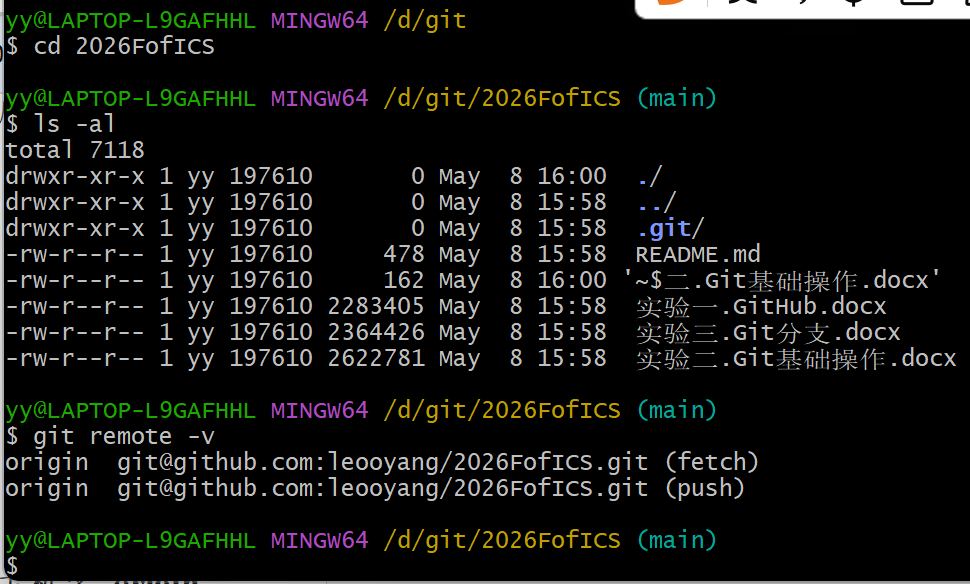 yy@LAPTOP-L9GAFHHL MINGW64 /d/git
$ cd 2026FofICS
yy@LAPTOP-L9GAFHHL MINGW64 /d/git/2026FofICS (main)
$ ls -al
total 7118
drwxr-xr-x 1 yy 197610       0 May  8 16:00  ./
drwxr-xr-x 1 yy 197610       0 May  8 15:58  ../
drwxr-xr-x 1 yy 197610       0 May  8 15:58  .git/
-rw-r--r-- 1 yy 197610     478 May  8 15:58  README.md
-rw-r--r-- 1 yy 197610     162 May  8 16:00 '~$二.Git基础操作.docx'
-rw-r--r-- 1 yy 197610 2283405 May  8 15:58  实验一.GitHub.docx
-rw-r--r-- 1 yy 197610 2364426 May  8 15:58  实验三.Git分支.docx
-rw-r--r-- 1 yy 197610 2622781 May  8 15:58  实验二.Git基础操作.docx
yy@LAPTOP-L9GAFHHL MINGW64 /d/git/2026FofICS (main)
$ git remote -v
origin  git@github.com:leooyang/2026FofICS.git (fetch)
origin  git@github.com:leooyang/2026FofICS.git (push)
yy@LAPTOP-L9GAFHHL MINGW64 /d/git/2026FofICS (main)
$